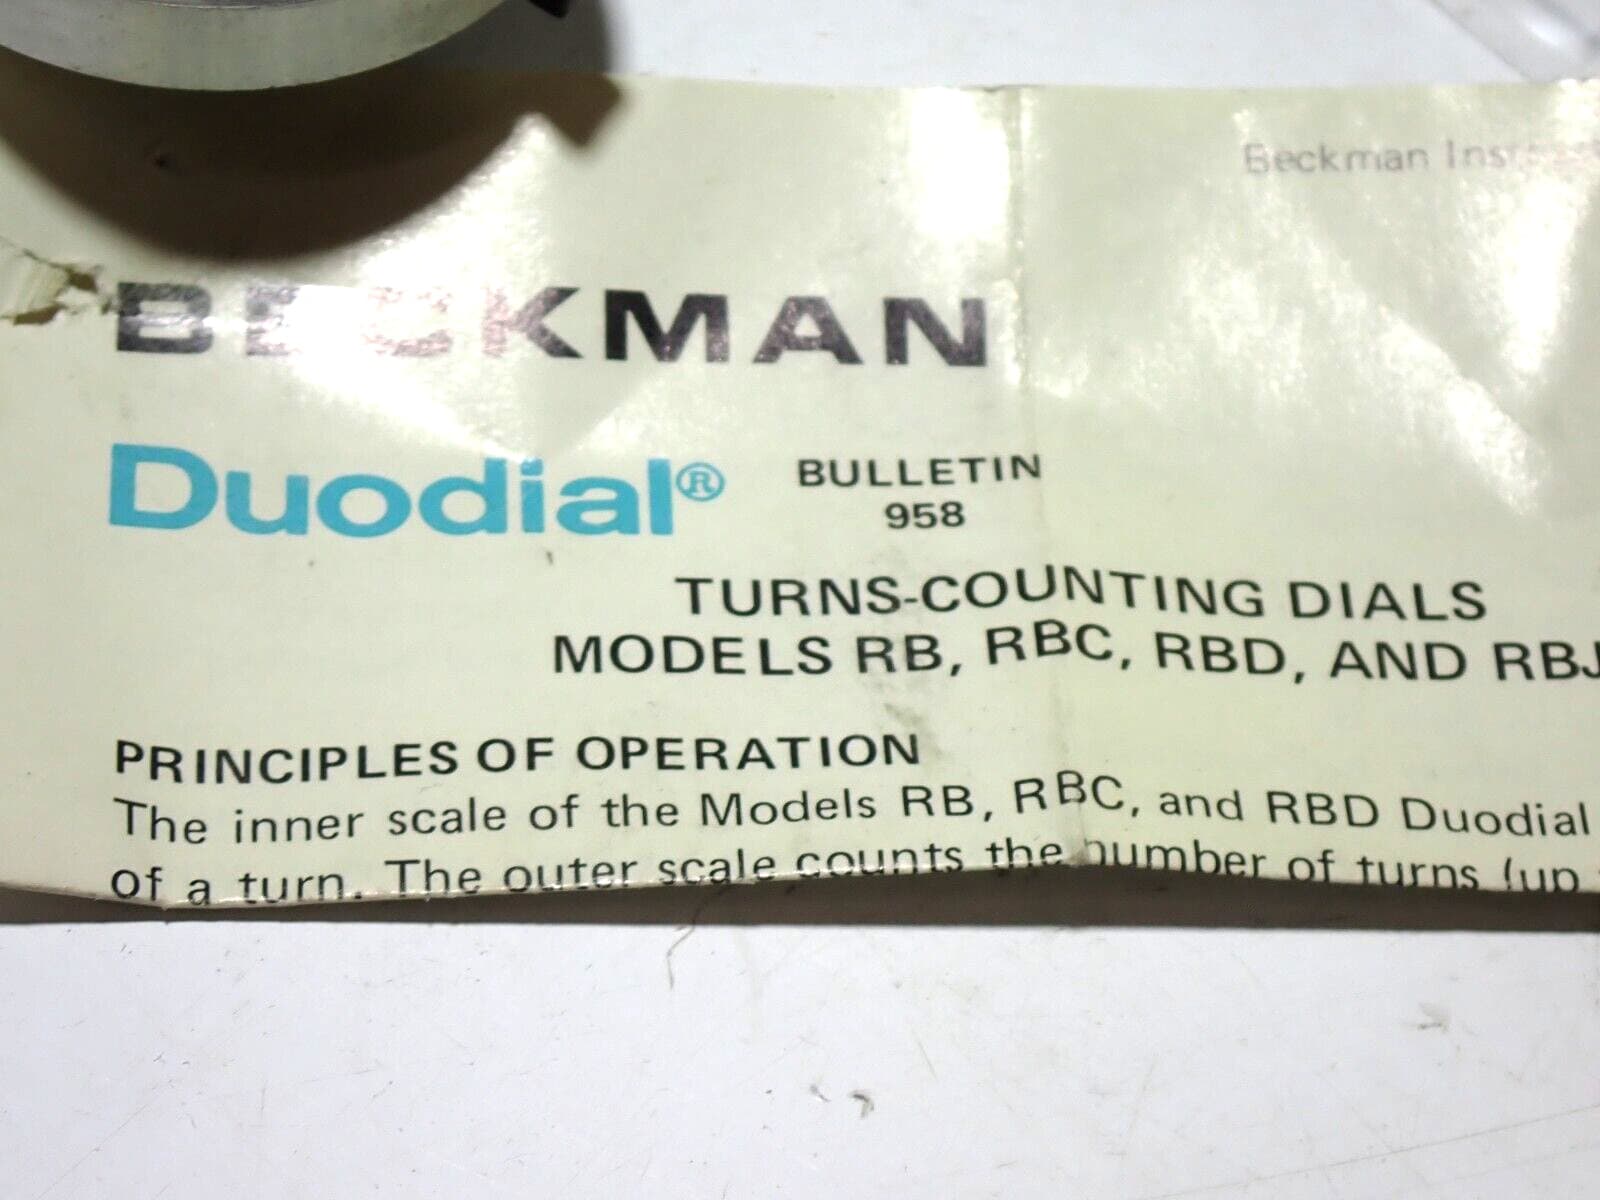 Beckman
BECKMAN
Duodial® BULLETIN
958
TURNS-COUNTING DIALS
MODELS RB, RBC, RBD, AND RBJ
PRINCIPLES OF OPERATION
The inner scale of the Models RB, RBC, and RBD Duodial
of a turn. The outer scale counts the number of turns (up